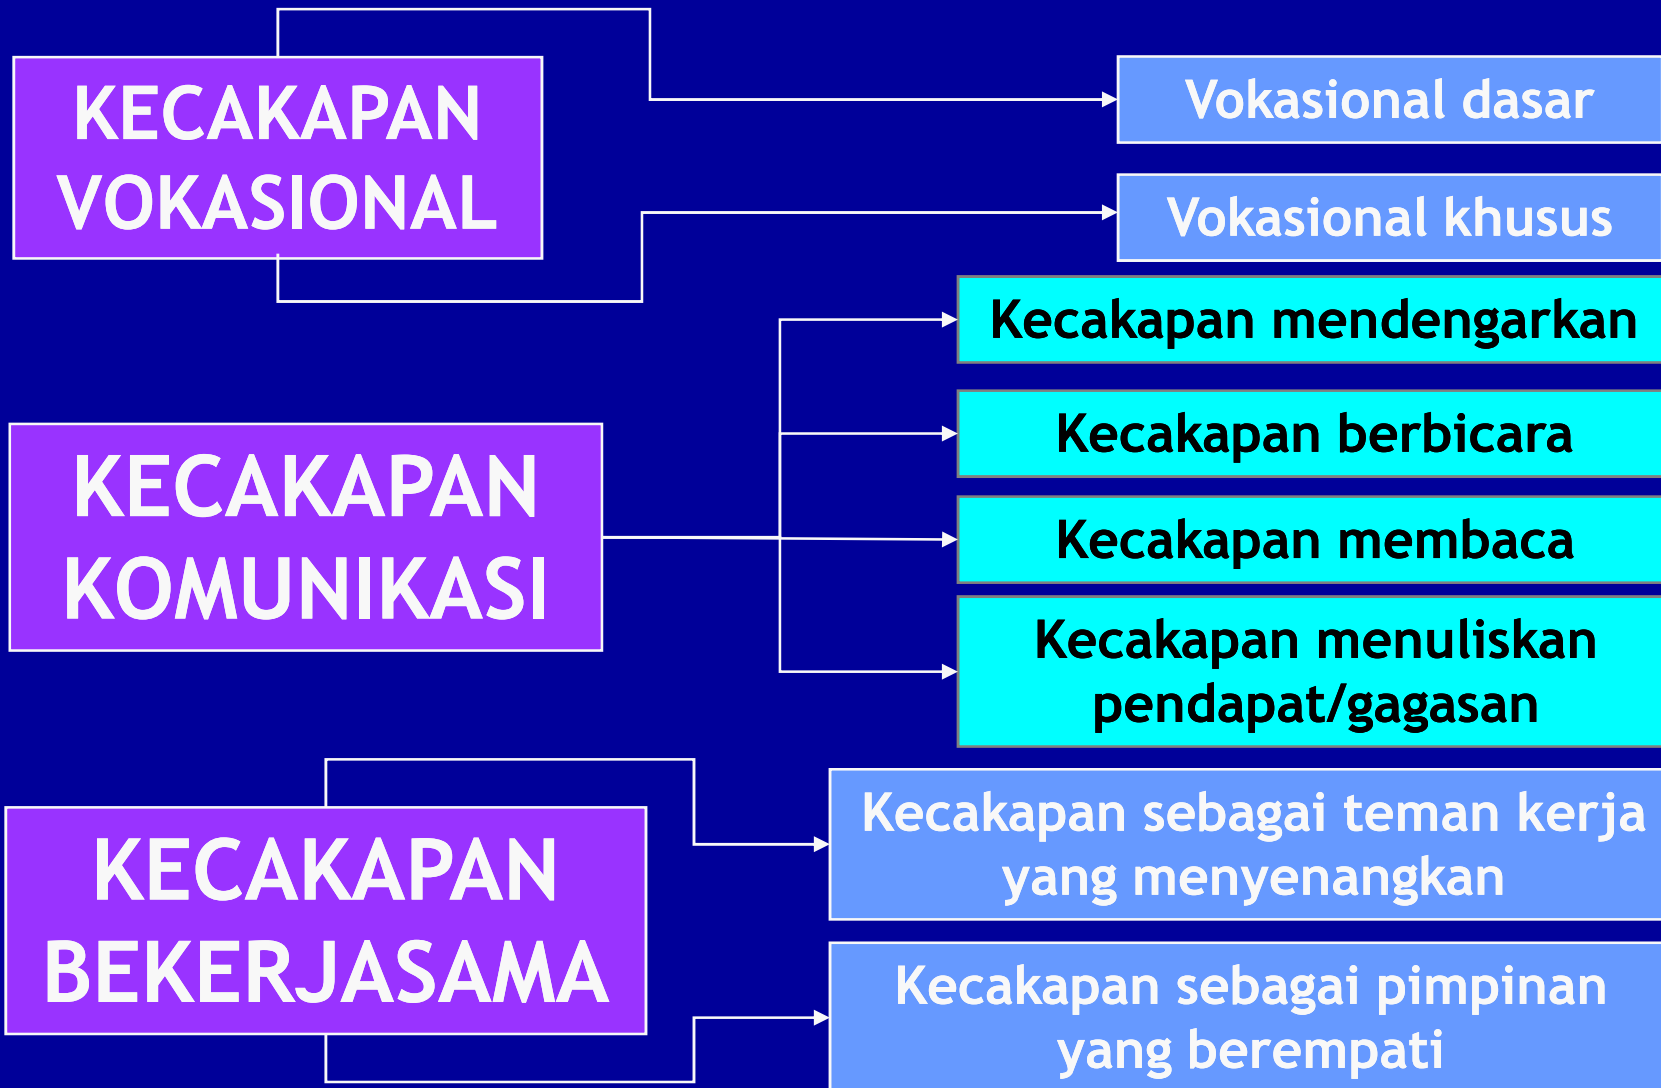 KECAKAPAN
VOKASIONAL
Vokasional dasar
Vokasional khusus
KECAKAPAN
KOMUNIKASI
Kecakapan mendengarkan
Kecakapan berbicara
Kecakapan membaca
Kecakapan menuliskan
pendapat/gagasan
KECAKAPAN
BEKERJASAMA
Kecakapan sebagai teman kerja
yang menyenangkan
Kecakapan sebagai pimpinan
yang berempati